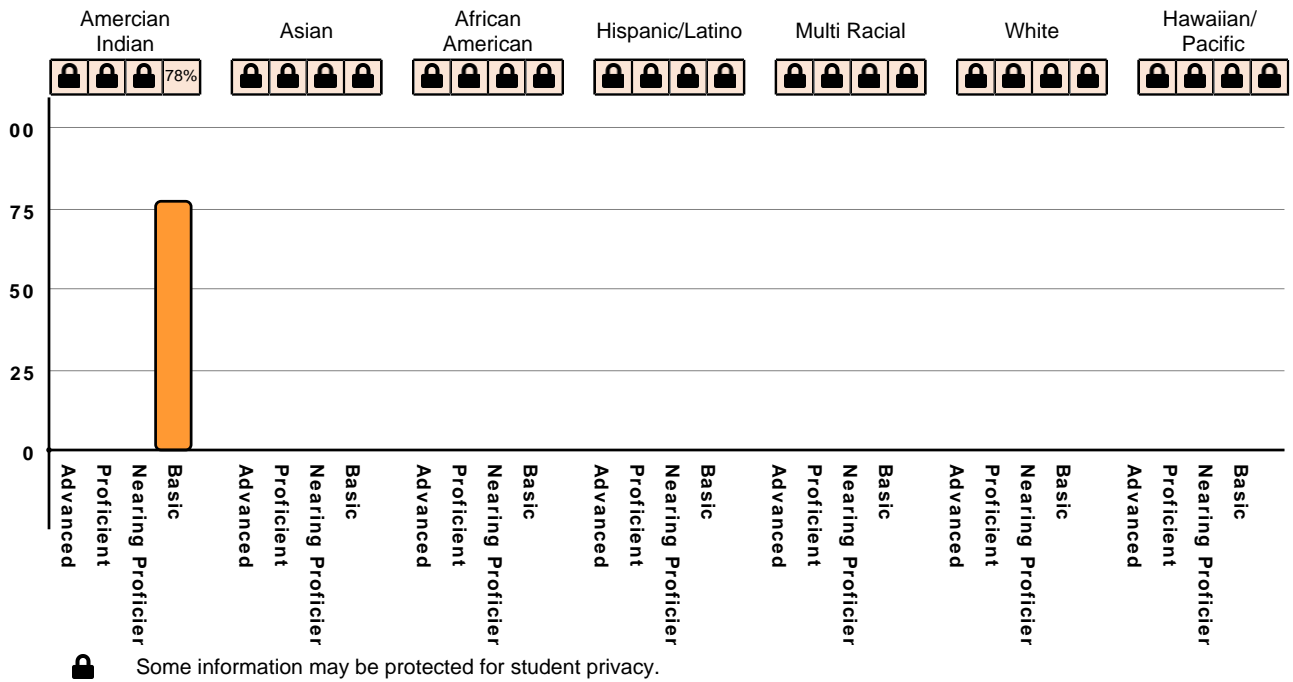 Amercian
Indian
Asian
African
American
Hispanic/Latino
Multi Racial
White
Hawaiian/
Pacific
78%
00
75
50
25
0
Advanced
Proficient
Nearing Proficier
Basic
Advanced
Proficient
Nearing Proficier
Basic
Advanced
Proficient
Nearing Proficier
Basic
Advanced
Proficient
Nearing Proficier
Basic
Advanced
Proficient
Nearing Proficier
Basic
Advanced
Proficient
Nearing Proficier
Basic
Advanced
Proficient
Nearing Proficier
Basic
Some information may be protected for student privacy.